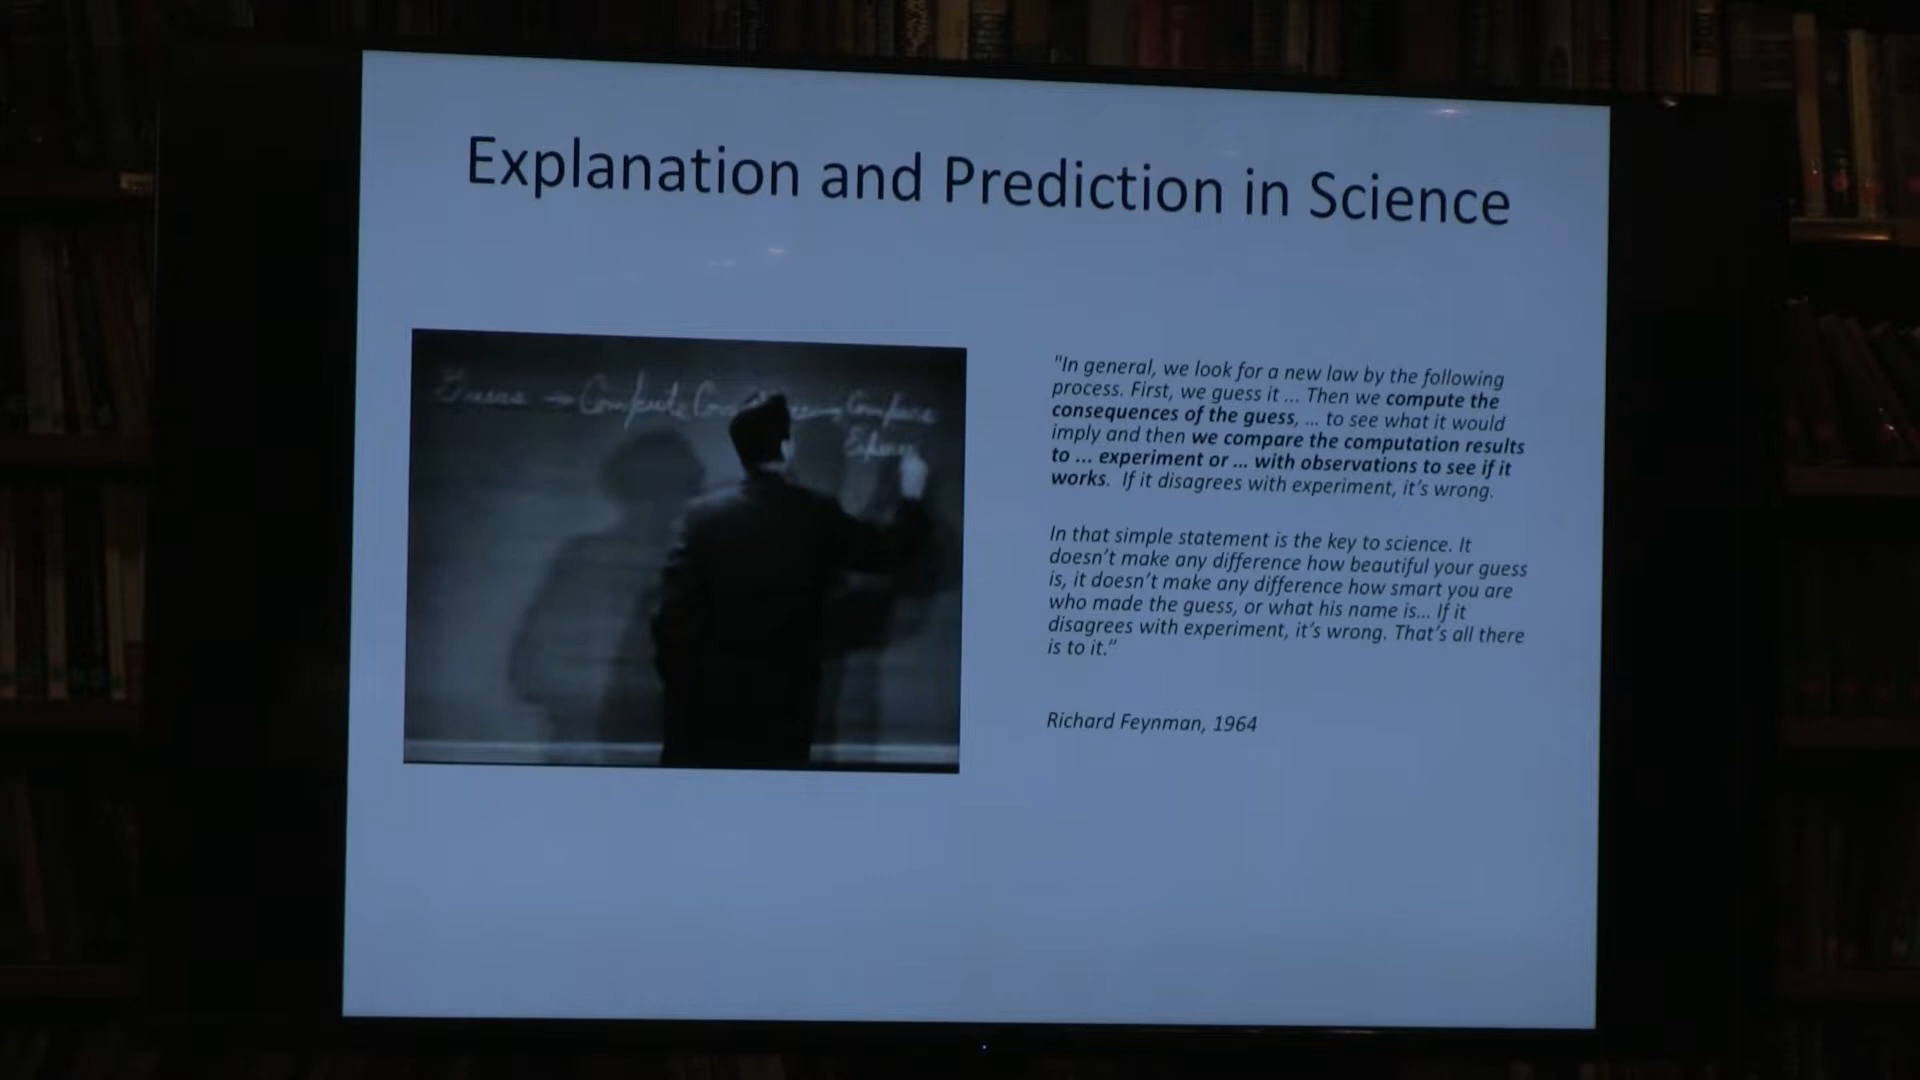 Explanation and Prediction in Science
Guess → Compute Compare
"In general, we look for a new law by the following
process. First, we guess it ... Then we compute the
consequences of the guess, ... to see what it would
imply and then we compare the computation results
to ... experiment or ... with observations to see if it
works. If it disagrees with experiment, it's wrong.
In that simple statement is the key to science. It
doesn't make any difference how beautiful your guess
is, it doesn't make any difference how smart you are
who made the guess, or what his name is... If it
disagrees with experiment, it's wrong. That's all there
is to it.”
Richard Feynman, 1964